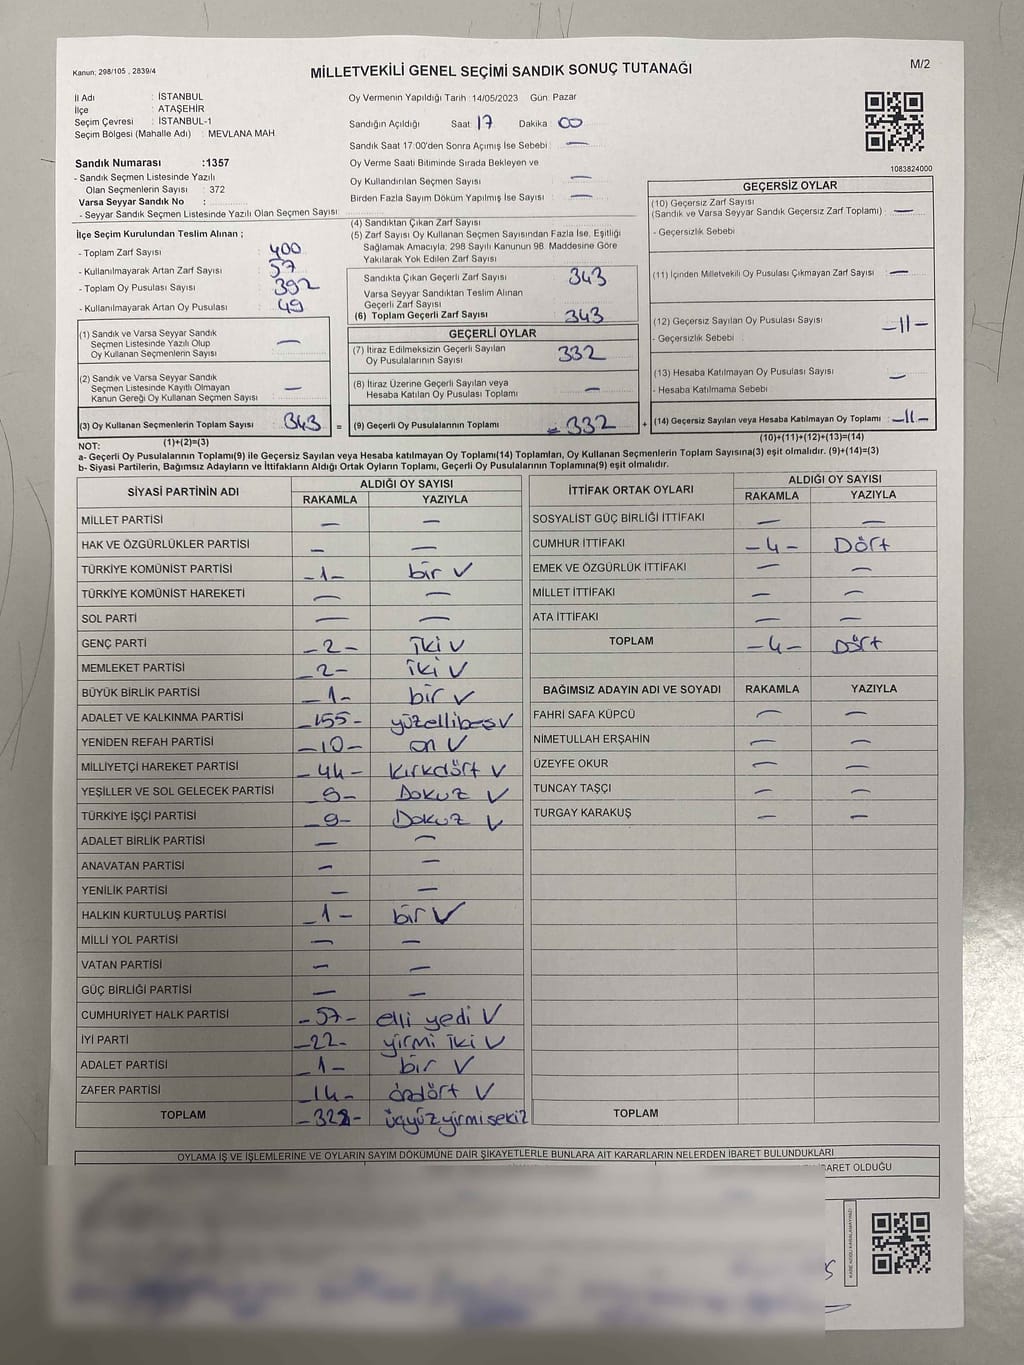 Kanun; 298/105 , 2839/4
MİLLETVEKİLİ GENEL SEÇİMİ SANDIK SONUÇ TUTANAĞI
M/2
İl Adı : İSTANBUL
İlçe : ATAŞEHİR
Seçim Çevresi : İSTANBUL-1
Seçim Bölgesi (Mahalle Adı) : MEVLANA MAH.
Sandık Numarası :1357
- Sandık Seçmen Listesinde Yazılı
Olan Seçmenlerin Sayısı : 372
Varsa Seyyar Sandık No :
- Seyyar Sandık Seçmen Listesinde Yazılı Olan Seçmen Sayısı :
Oy Vermenin Yapıldığı Tarih :14/05/2023 Gün: Pazar
Sandığın Açıldığı Saat 17 Dakika 00
Sandık Saat 17.00'den Sonra Açılmış İse Sebebi : —
Oy Verme Saati Bitiminde Sırada Bekleyen ve
Oy Kullandırılan Seçmen Sayısı —
Birden Fazla Sayım Döküm Yapılmış İse Sayısı : —
1083824000
İlçe Seçim Kurulundan Teslim Alınan ;
- Toplam Zarf Sayısı : 400
- Kullanılmayarak Artan Zarf Sayısı : 57
- Toplam Oy Pusulası Sayısı : 392
- Kullanılmayarak Artan Oy Pusulası : 49
(4) Sandıktan Çıkan Zarf Sayısı
(5) Zarf Sayısı Oy Kullanan Seçmen Sayısından Fazla İse, Eşitliği
Sağlamak Amacıyla; 298 Sayılı Kanunun 98. Maddesine Göre
Yakılarak Yok Edilen Zarf Sayısı
Sandıkta Çıkan Geçerli Zarf Sayısı 343
Varsa Seyyar Sandıktan Teslim Alınan
Geçerli Zarf Sayısı
(6) Toplam Geçerli Zarf Sayısı : 343
GEÇERSİZ OYLAR
(10) Geçersiz Zarf Sayısı
(Sandık ve Varsa Seyyar Sandık Geçersiz Zarf Toplamı) : —
- Geçersizlik Sebebi :
(11) İçinden Milletvekili Oy Pusulası Çıkmayan Zarf Sayısı : —
(12) Geçersiz Sayılan Oy Pusulası Sayısı : -11-
- Geçersizlik Sebebi :
(13) Hesaba Katılmayan Oy Pusulası Sayısı : —
- Hesaba Katılmama Sebebi :
(14) Geçersiz Sayılan veya Hesaba Katılmayan Oy Toplamı : -11-
(1) Sandık ve Varsa Seyyar Sandık
Seçmen Listesinde Yazılı Olup
Oy Kullanan Seçmenlerin Sayısı : —
(2) Sandık ve Varsa Seyyar Sandık
Seçmen Listesinde Kayıtlı Olmayan
Kanun Gereği Oy Kullanan Seçmen Sayısı : —
(3) Oy Kullanan Seçmenlerin Toplam Sayısı : 343 =
GEÇERLİ OYLAR
(7) İtiraz Edilmeksizin Geçerli Sayılan
Oy Pusulalarının Sayısı : 332
(8) İtiraz Üzerine Geçerli Sayılan veya
Hesaba Katılan Oy Pusulası Toplamı : —
(9) Geçerli Oy Pusulalarının Toplamı : 332 +
(1)+(2)=(3)
(10)+(11)+(12)+(13)=(14)
NOT:
a- Geçerli Oy Pusulalarının Toplamı(9) ile Geçersiz Sayılan veya Hesaba katılmayan Oy Toplamı(14) Toplamları, Oy Kullanan Seçmenlerin Toplam Sayısına(3) eşit olmalıdır. (9)+(14)=(3)
b- Siyasi Partilerin, Bağımsız Adayların ve İttifakların Aldığı Ortak Oyların Toplamı, Geçerli Oy Pusulalarının Toplamına(9) eşit olmalıdır.
SİYASİ PARTİNİN ADI ALDIĞI OY SAYISI
RAKAMLA YAZIYLA
MİLLET PARTİSİ — —
HAK VE ÖZGÜRLÜKLER PARTİSİ — —
TÜRKİYE KOMÜNİST PARTİSİ -1- bir ✓
TÜRKİYE KOMÜNİST HAREKETİ — —
SOL PARTİ — —
GENÇ PARTİ -2- iki ✓
MEMLEKET PARTİSİ -2- iki ✓
BÜYÜK BİRLİK PARTİSİ -1- bir ✓
ADALET VE KALKINMA PARTİSİ -155- yüzellibeş ✓
YENİDEN REFAH PARTİSİ -10- on ✓
MİLLİYETÇİ HAREKET PARTİSİ -44- kırkdört ✓
YEŞİLLER VE SOL GELECEK PARTİSİ 9- Dokuz ✓
TÜRKİYE İŞÇİ PARTİSİ -9- Dokuz ✓
ADALET BİRLİK PARTİSİ — —
ANAVATAN PARTİSİ — —
YENİLİK PARTİSİ — —
HALKIN KURTULUŞ PARTİSİ -1- bir ✓
MİLLİ YOL PARTİSİ — —
VATAN PARTİSİ — —
GÜÇ BİRLİĞİ PARTİSİ — —
CUMHURİYET HALK PARTİSİ -57- elli yedi ✓
İYİ PARTİ -22- yirmi iki ✓
ADALET PARTİSİ -1- bir ✓
ZAFER PARTİSİ -14- ondört ✓
TOPLAM -328- üçyüzyirmisekiz
İTTİFAK ORTAK OYLARI ALDIĞI OY SAYISI
RAKAMLA YAZIYLA
SOSYALİST GÜÇ BİRLİĞİ İTTİFAKI — —
CUMHUR İTTİFAKI -4- Dört
EMEK VE ÖZGÜRLÜK İTTİFAKI — —
MİLLET İTTİFAKI — —
ATA İTTİFAKI — —
TOPLAM -4- Dört
BAĞIMSIZ ADAYIN ADI VE SOYADI RAKAMLA YAZIYLA
FAHRİ SAFA KÜPCÜ — —
NİMETULLAH ERŞAHİN — —
ÜZEYFE OKUR — —
TUNCAY TAŞÇI — —
TURGAY KARAKUŞ — —
TOPLAM
OYLAMA İŞ VE İŞLEMLERİNE VE OYLARIN SAYIM DÖKÜMÜNE DAİR ŞİKAYETLERLE BUNLARA AİT KARARLARIN NELERDEN İBARET BULUNDUKLARI
BARET OLDUĞU